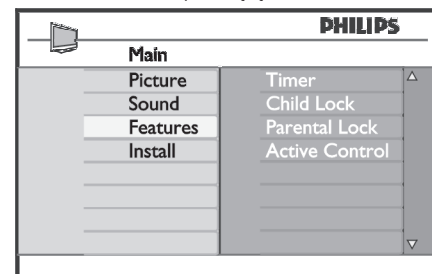 PHILIPS
Main
Picture
Sound
Features
Install
Timer
Child Lock
Parental Lock
Active Control